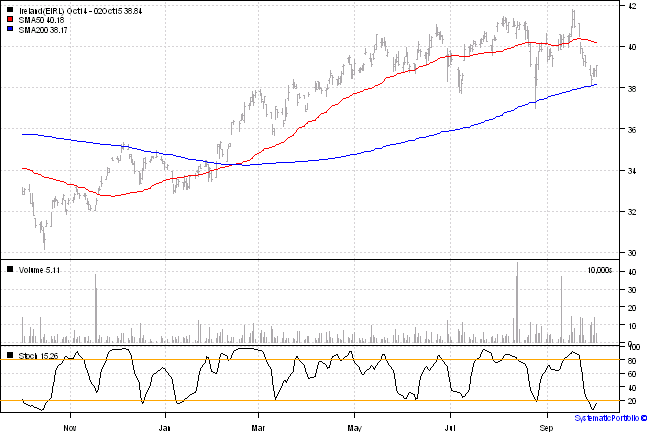 Ireland(EIRL) Oct14 - 02Oct15 38.84
SMA50 40.18
SMA200 38.17
42
40
38
36
34
32
30
Volume 5.11
10,000s
40
30
20
10
0
Stoch 15.26
100
80
60
40
20
Nov Jan Mar May Jul Sep
SystematicPortfolio ©